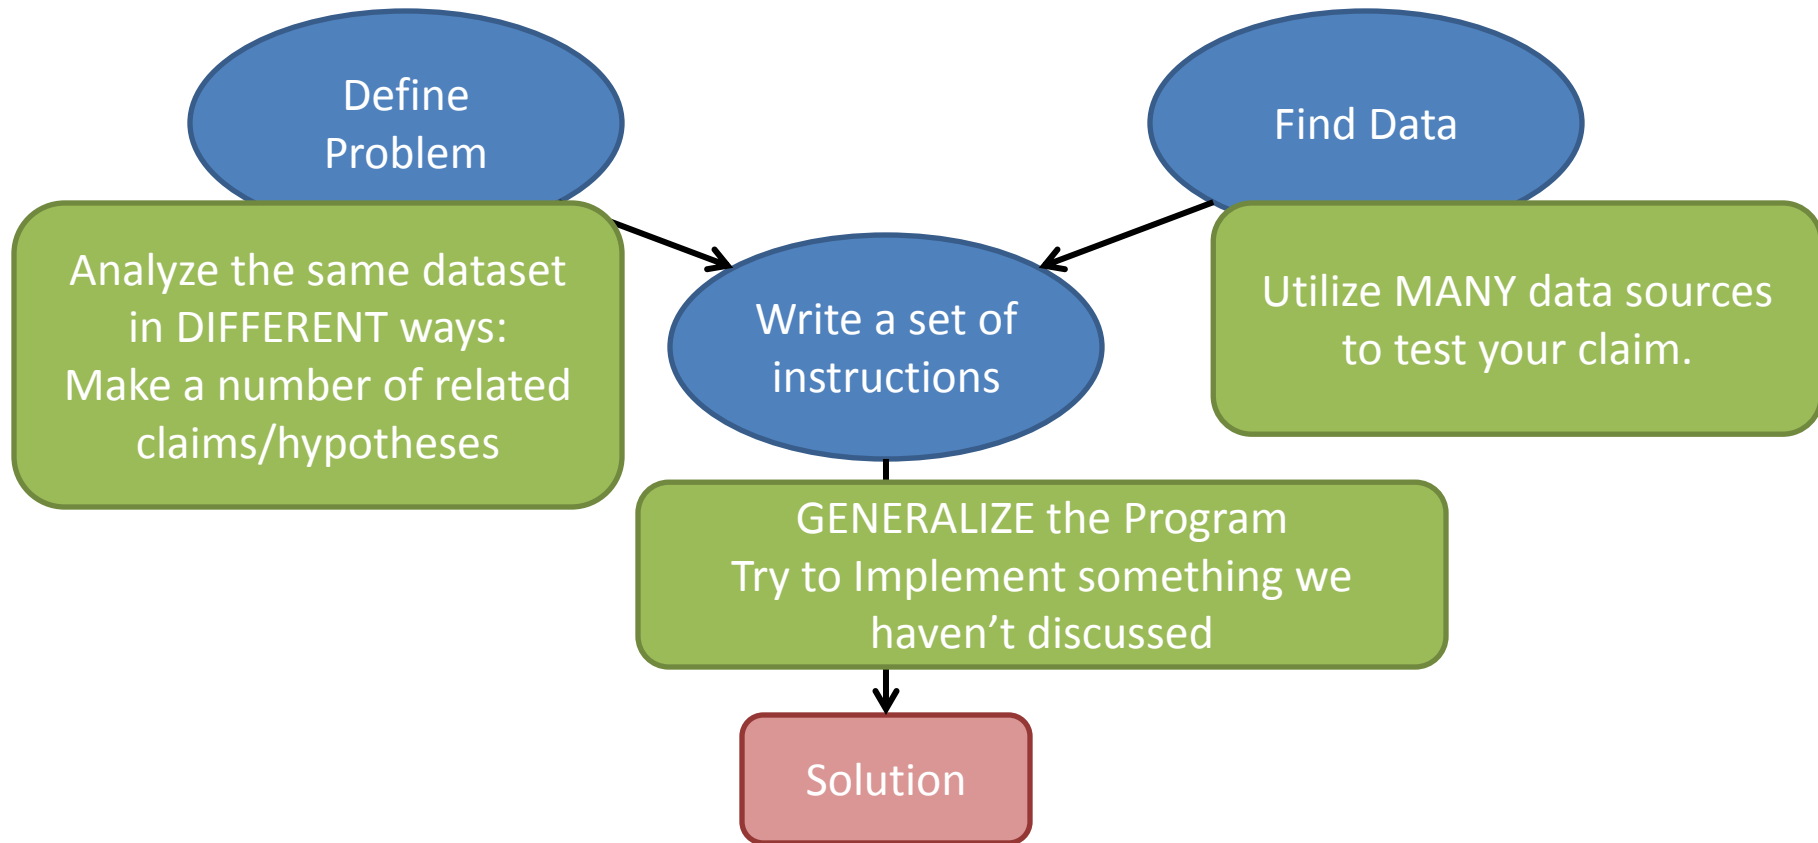 Define
Problem
Find Data
Analyze the same dataset
in DIFFERENT ways:
Make a number of related
claims/hypotheses
Utilize MANY data sources
to test your claim.
Write a set of
instructions
GENERALIZE the Program
Try to Implement something we
haven’t discussed
Solution